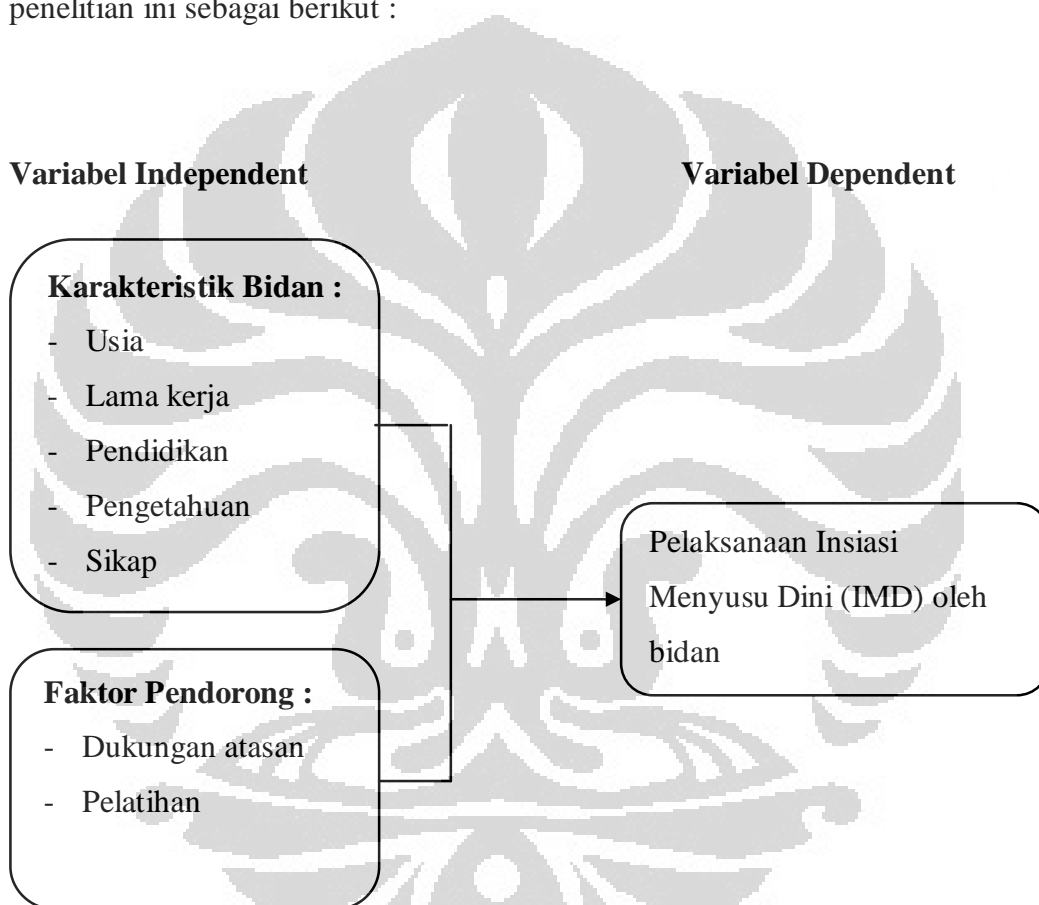 penelitian ini sebagai berikut :
Variabel Independent
Variabel Dependent
Karakteristik Bidan :
- Usia
- Lama kerja
- Pendidikan
- Pengetahuan
- Sikap
Faktor Pendorong :
- Dukungan atasan
- Pelatihan
Pelaksanaan Insiasi
Menyusu Dini (IMD) oleh
bidan